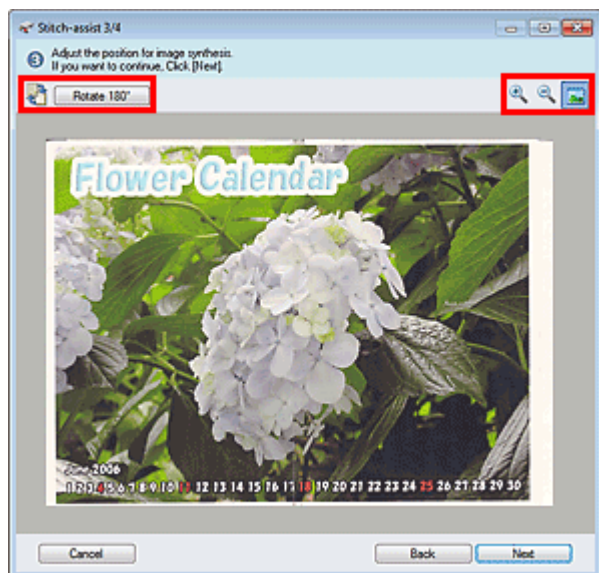 Stitch-assist 3/4
3 Adjust the position for image synthesis.
If you want to continue, Click [Next].
Rotate 180°
Flower Calendar
June 2006
1 2 3 4 5 6 7 8 9 10 11 12 13 14 15 16 17 18 19 20 21 22 23 24 25 26 27 28 29 30
Cancel Back Next